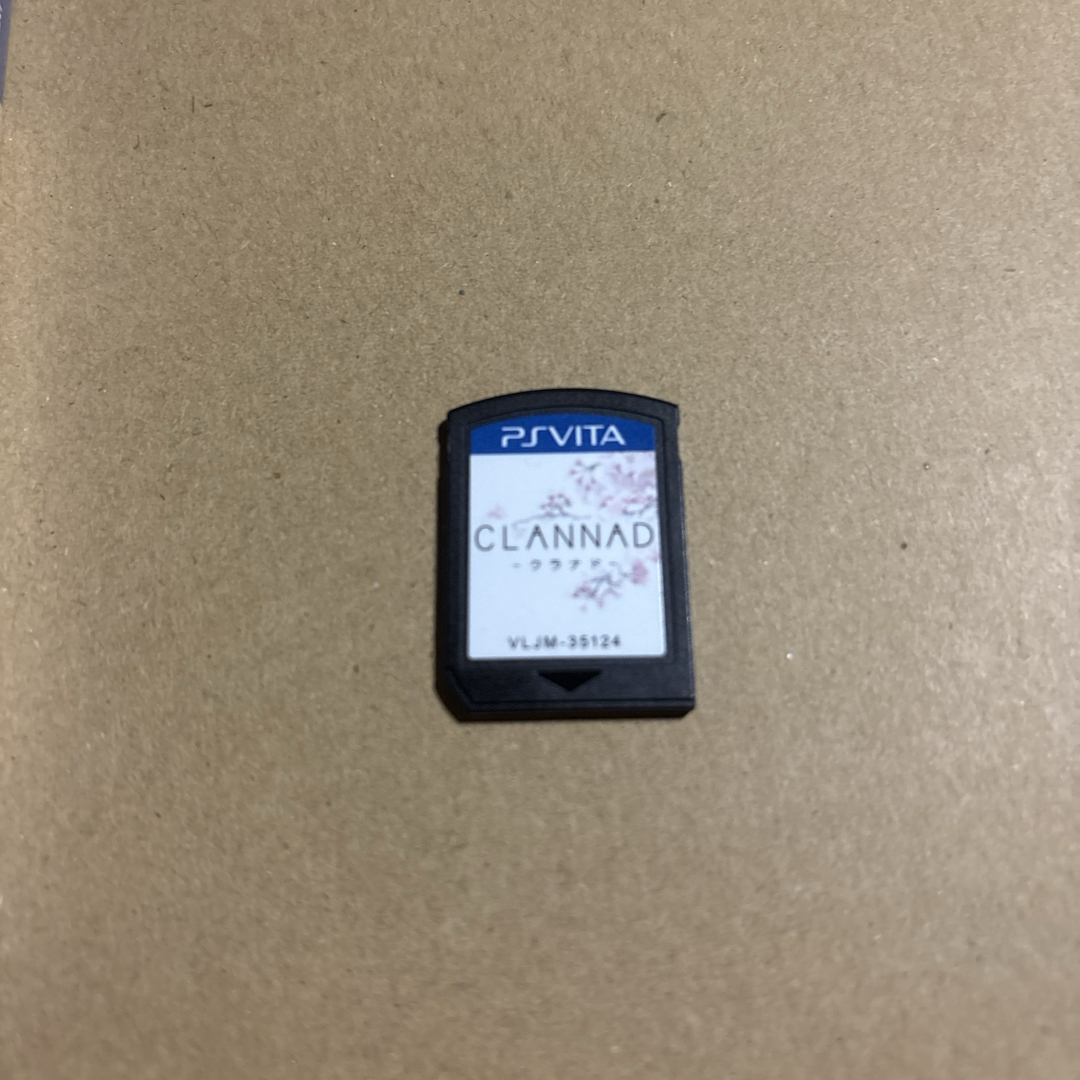 PSVITA
CLANNAD
-クラナド-
VLJM-35124